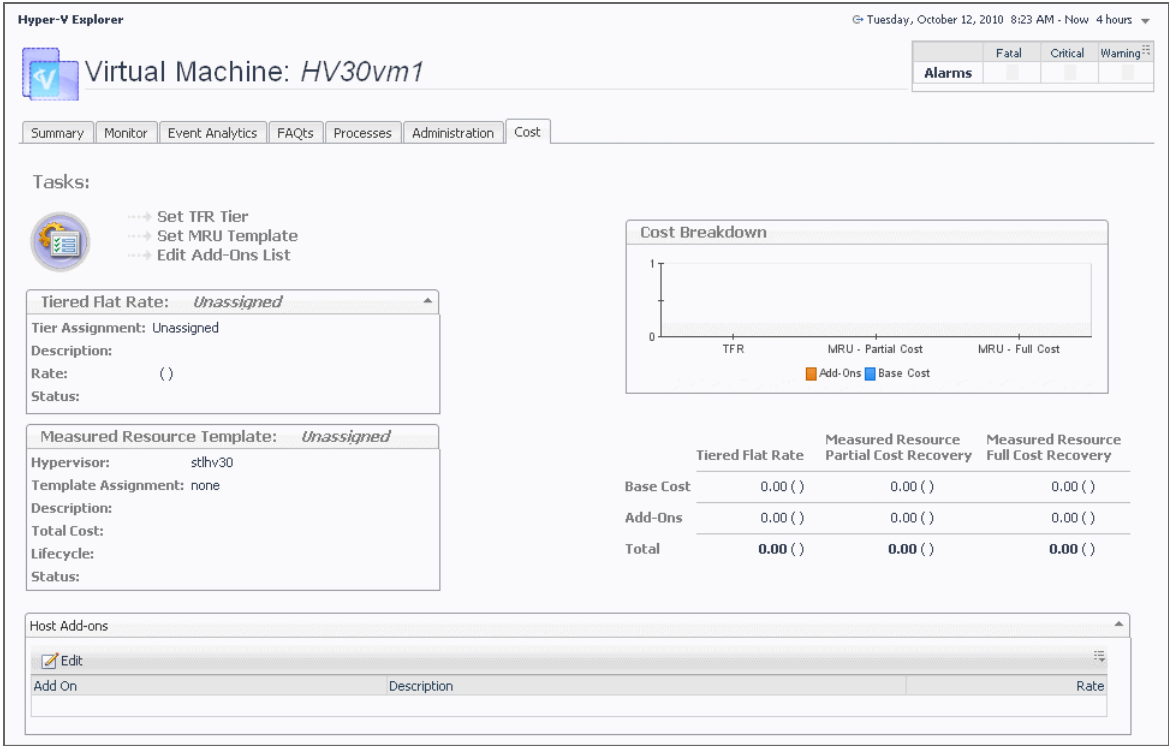 Hyper-V Explorer
Tuesday, October 12, 2010 8:23 AM - Now 4 hours
Virtual Machine: HV30vm1
Fatal Critical Warning
Alarms
Summary Monitor Event Analytics FAQts Processes Administration Cost
Tasks:
Set TFR Tier
Set MRU Template
Edit Add-Ons List
Tiered Flat Rate: Unassigned
Tier Assignment: Unassigned
Description:
Rate: ( )
Status:
Measured Resource Template: Unassigned
Hypervisor: stlhv30
Template Assignment: none
Description:
Total Cost:
Lifecycle:
Status:
Cost Breakdown
1
0
TFR MRU - Partial Cost MRU - Full Cost
Add-Ons Base Cost
Tiered Flat Rate Measured Resource Partial Cost Recovery Measured Resource Full Cost Recovery
Base Cost 0.00 ( ) 0.00 ( ) 0.00 ( )
Add-Ons 0.00 ( ) 0.00 ( ) 0.00 ( )
Total 0.00 ( ) 0.00 ( ) 0.00 ( )
Host Add-ons
Edit
Add On Description Rate